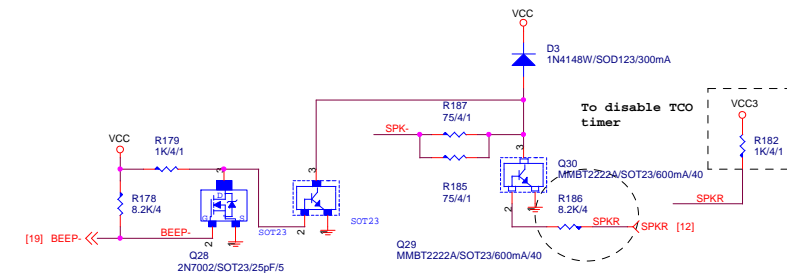 VCC
D3
1N4148W/SOD123/300mA
R187
75/4/1
To disable TCO
timer
VCC3
VCC
R179
1K/4/1
SPK-
R182
1K/4/1
3
3
3
Q30
MMBT2222A/SOT23/600mA/40
R178
8.2K/4
D
G
S
R185
75/4/1
R186
8.2K/4
SPKR
SOT23
2
1
SPKR
SPKR [12]
[19] BEEP-
BEEP-
2
1
SOT23
2
1
Q28
2N7002/SOT23/25pF/5
Q29
MMBT2222A/SOT23/600mA/40